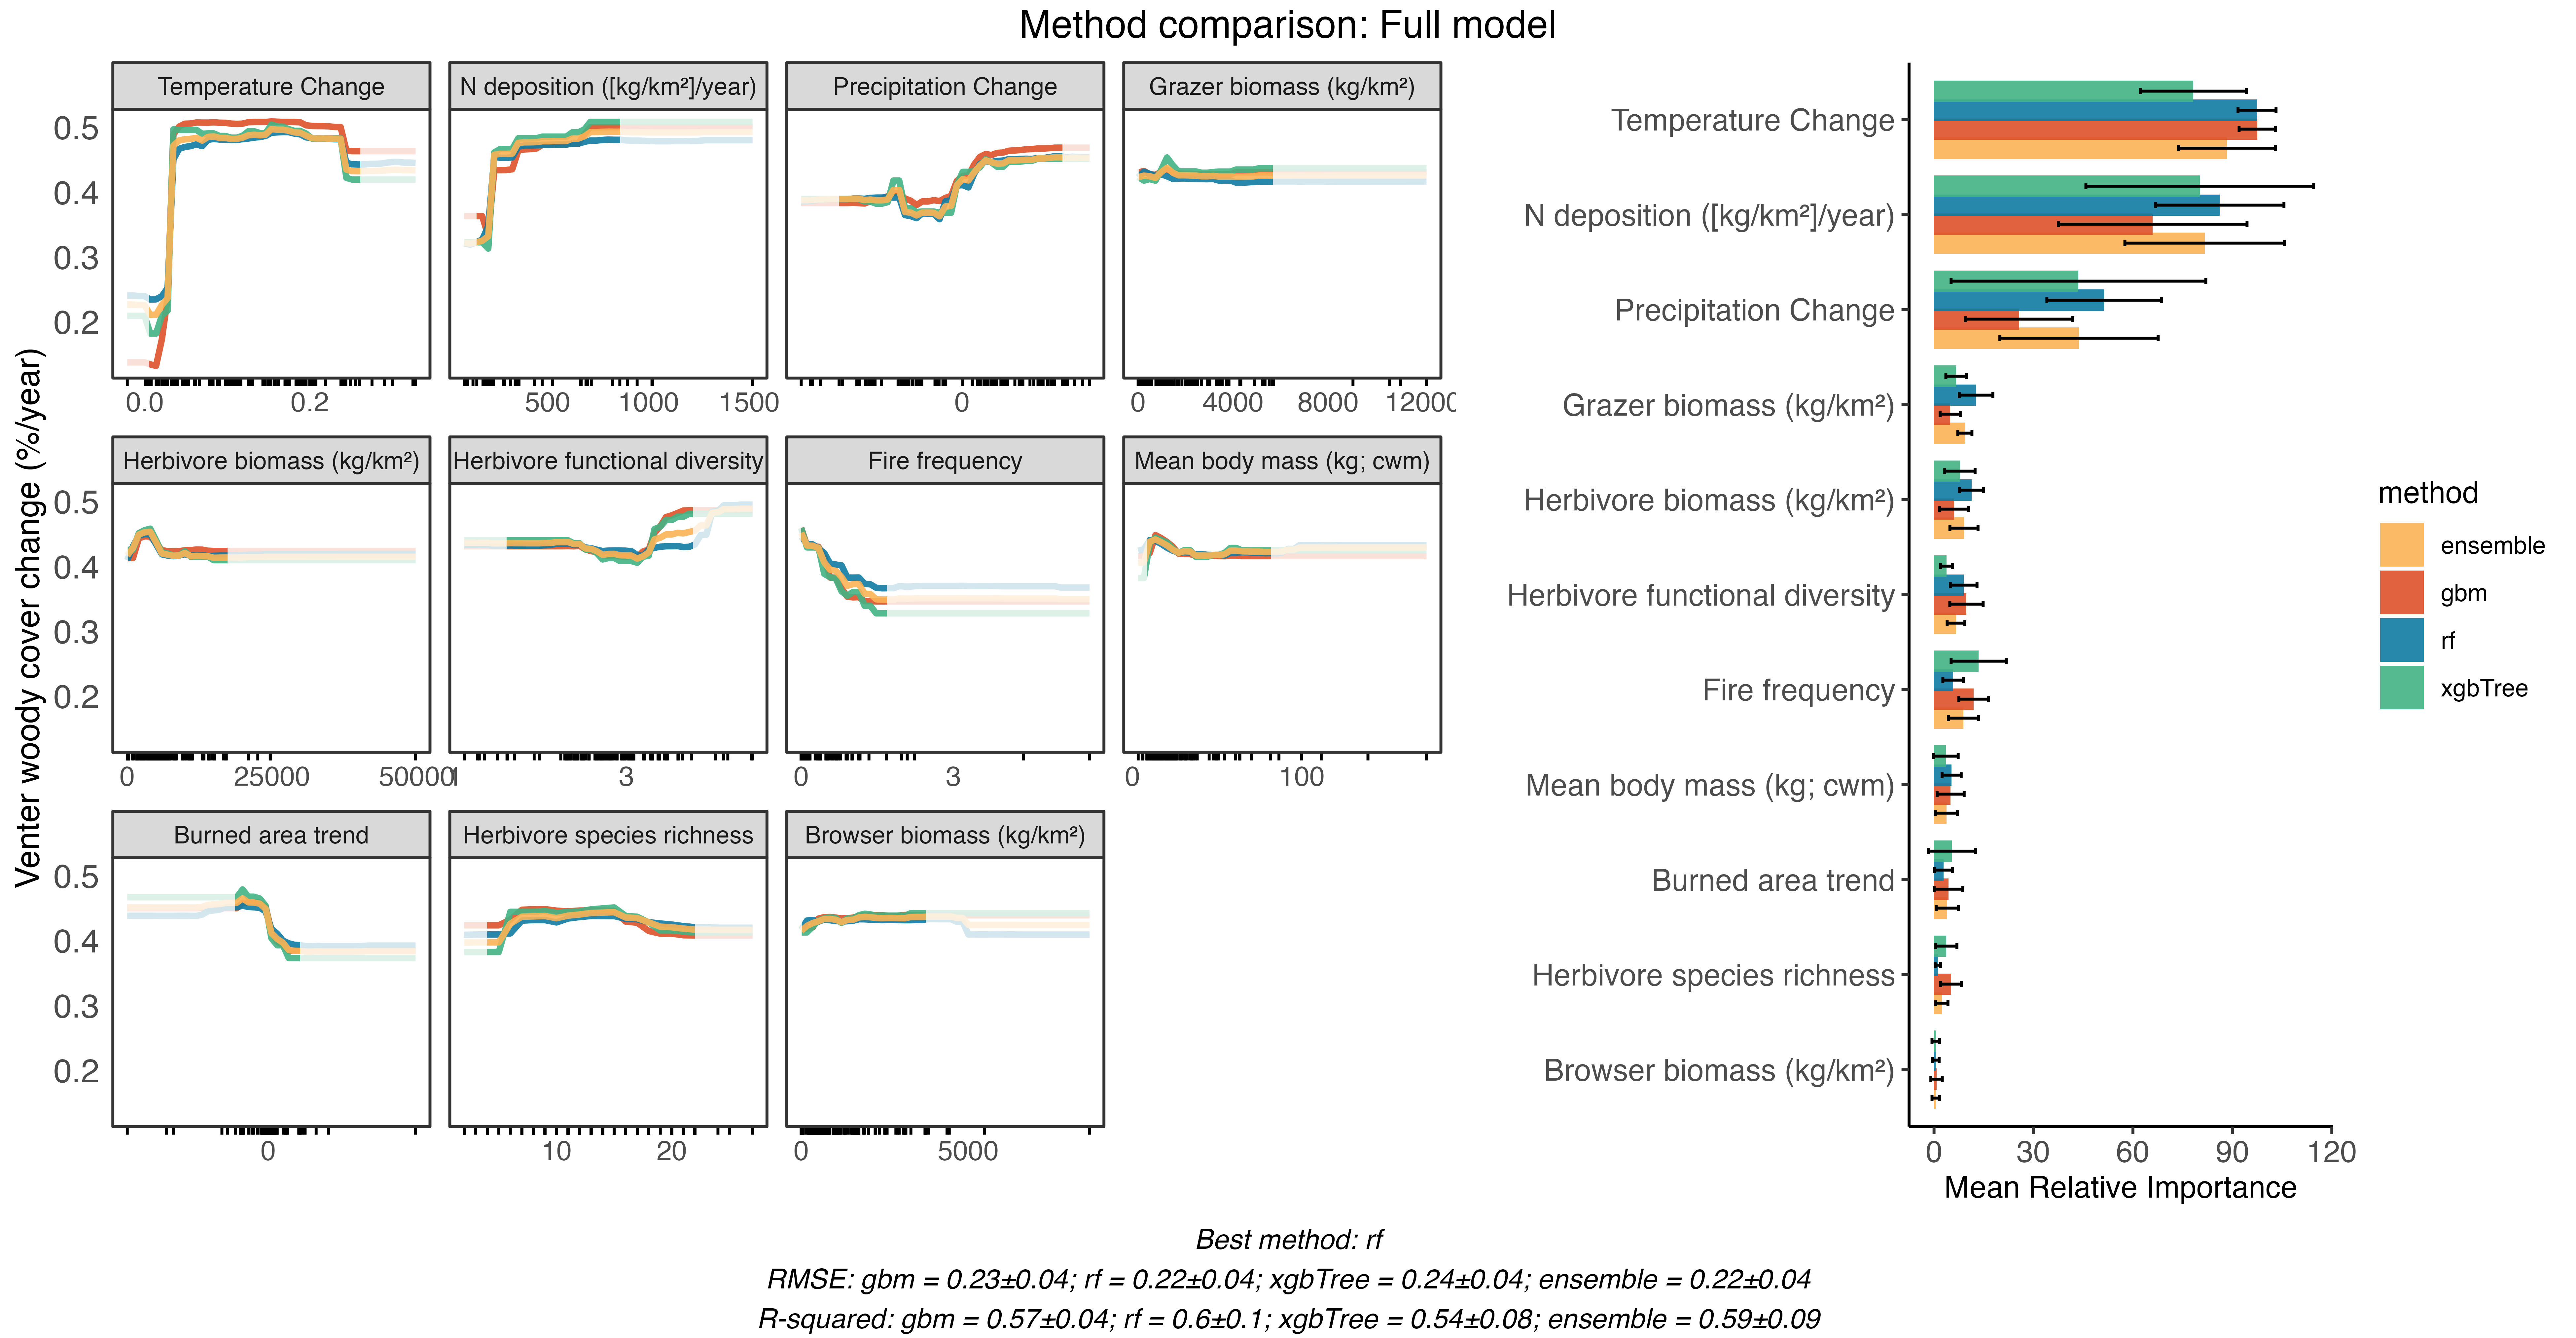 Method comparison: Full model
Venter woody cover change (%/year)
Temperature Change
N deposition ([kg/km²]/year)
Precipitation Change
Grazer biomass (kg/km²)
0.5
0.4
0.3
0.2
0.0 0.2
500 1000 1500
0
0 4000 8000 12000
Herbivore biomass (kg/km²)
Herbivore functional diversity
Fire frequency
Mean body mass (kg; cwm)
0.5
0.4
0.3
0.2
0 25000 50000
1 3
0 3
0 100
Burned area trend
Herbivore species richness
Browser biomass (kg/km²)
0.5
0.4
0.3
0.2
0
10 20
0 5000
Temperature Change
N deposition ([kg/km²]/year)
Precipitation Change
Grazer biomass (kg/km²)
Herbivore biomass (kg/km²)
Herbivore functional diversity
Fire frequency
Mean body mass (kg; cwm)
Burned area trend
Herbivore species richness
Browser biomass (kg/km²)
0 30 60 90 120
Mean Relative Importance
method
ensemble
gbm
rf
xgbTree
Best method: rf
RMSE: gbm = 0.23±0.04; rf = 0.22±0.04; xgbTree = 0.24±0.04; ensemble = 0.22±0.04
R-squared: gbm = 0.57±0.04; rf = 0.6±0.1; xgbTree = 0.54±0.08; ensemble = 0.59±0.09